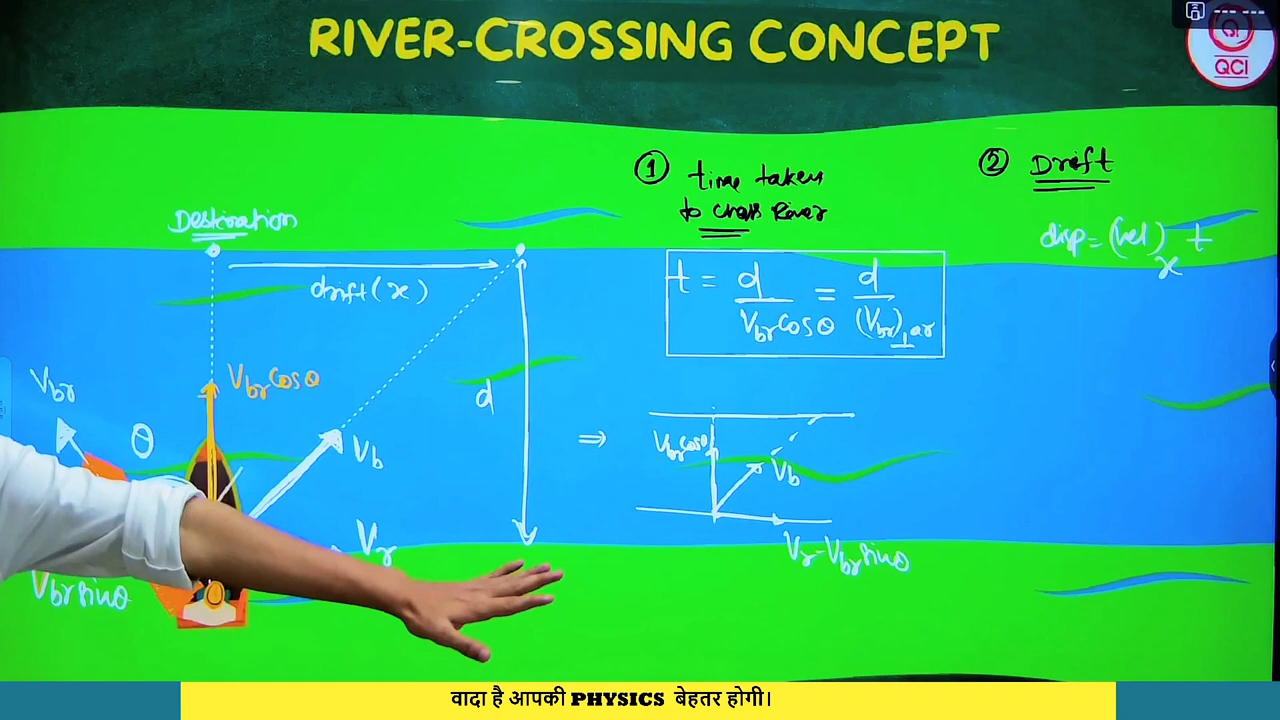 RIVER-CROSSING CONCEPT
QCI
① time taken
to cross River
② Drift
disp = (vel)x t
Destination
drift (x)
t = d/Vbrcosθ = d/(Vbr)⊥ar
Vbrcosθ
Vbr
θ
d
Vb
⇒
Vbrcosθ
Vb
Vr
Vr-Vbrsinθ
Vbrsinθ
वादा है आपकी PHYSICS बेहतर होगी।